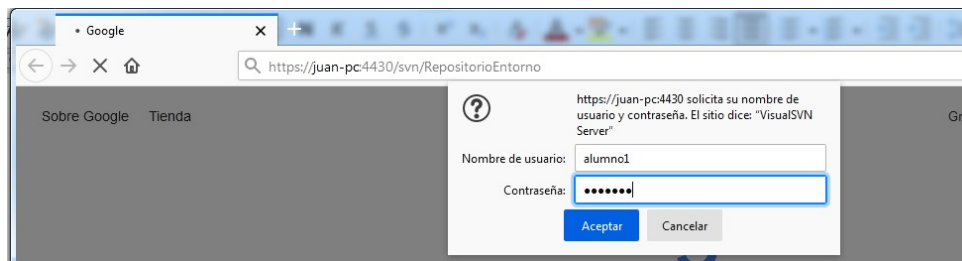 • Google
https://juan-pc:4430/svn/RepositorioEntorno
Sobre Google Tienda
https://juan-pc:4430 solicita su nombre de
usuario y contraseña. El sitio dice: "VisualSVN
Server"
Nombre de usuario: alumno1
Contraseña: •••••••
Aceptar Cancelar